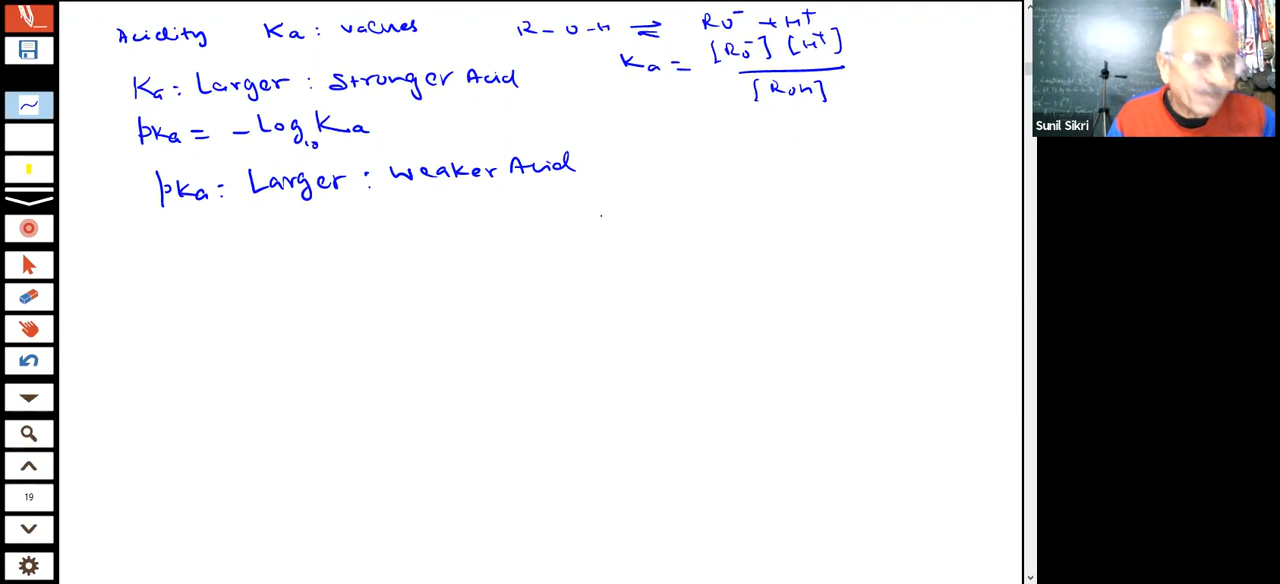 Acidity Ka : values R-O-H ⇌ RO⁻ + H⁺
Ka = [RO⁻] [H⁺] / [ROH]
Ka : Larger : Stronger Acid
pKa = -Log₁₀ Ka
pKa : Larger : Weaker Acid
Sunil Sikri
19